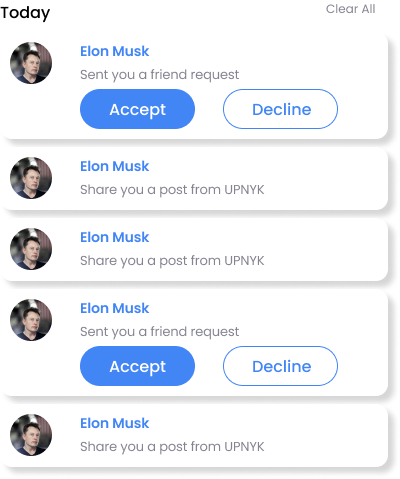 Today
Clear All
Elon Musk
Sent you a friend request
Accept
Decline
Elon Musk
Share you a post from UPNYK
Elon Musk
Share you a post from UPNYK
Elon Musk
Sent you a friend request
Accept
Decline
Elon Musk
Share you a post from UPNYK